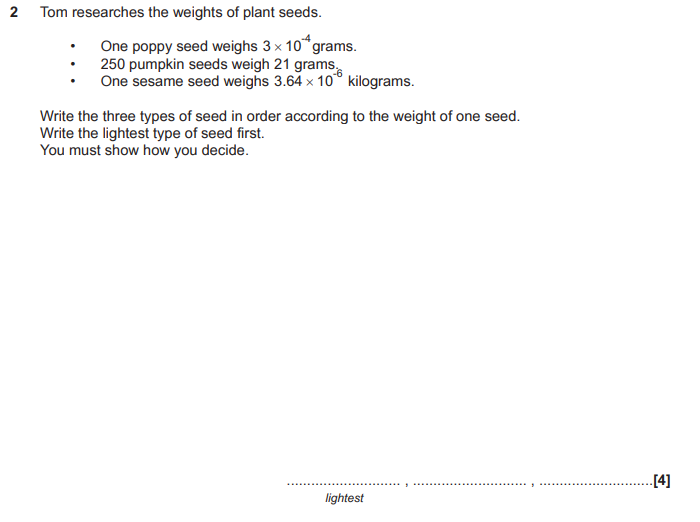 2 Tom researches the weights of plant seeds.
• One poppy seed weighs 3 × 10⁻⁴ grams.
• 250 pumpkin seeds weigh 21 grams.
• One sesame seed weighs 3.64 × 10⁻⁶ kilograms.
Write the three types of seed in order according to the weight of one seed.
Write the lightest type of seed first.
You must show how you decide.
............................ , ............................ , ............................[4]
lightest